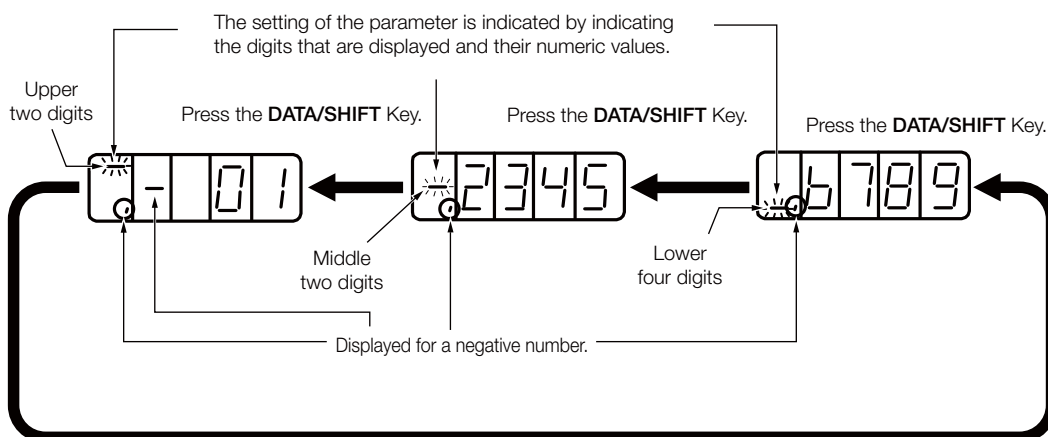 The setting of the parameter is indicated by indicating
the digits that are displayed and their numeric values.
Upper
two digits
Press the DATA/SHIFT Key.
Press the DATA/SHIFT Key.
Press the DATA/SHIFT Key.
- 01
2345
6789
Middle
two digits
Lower
four digits
Displayed for a negative number.